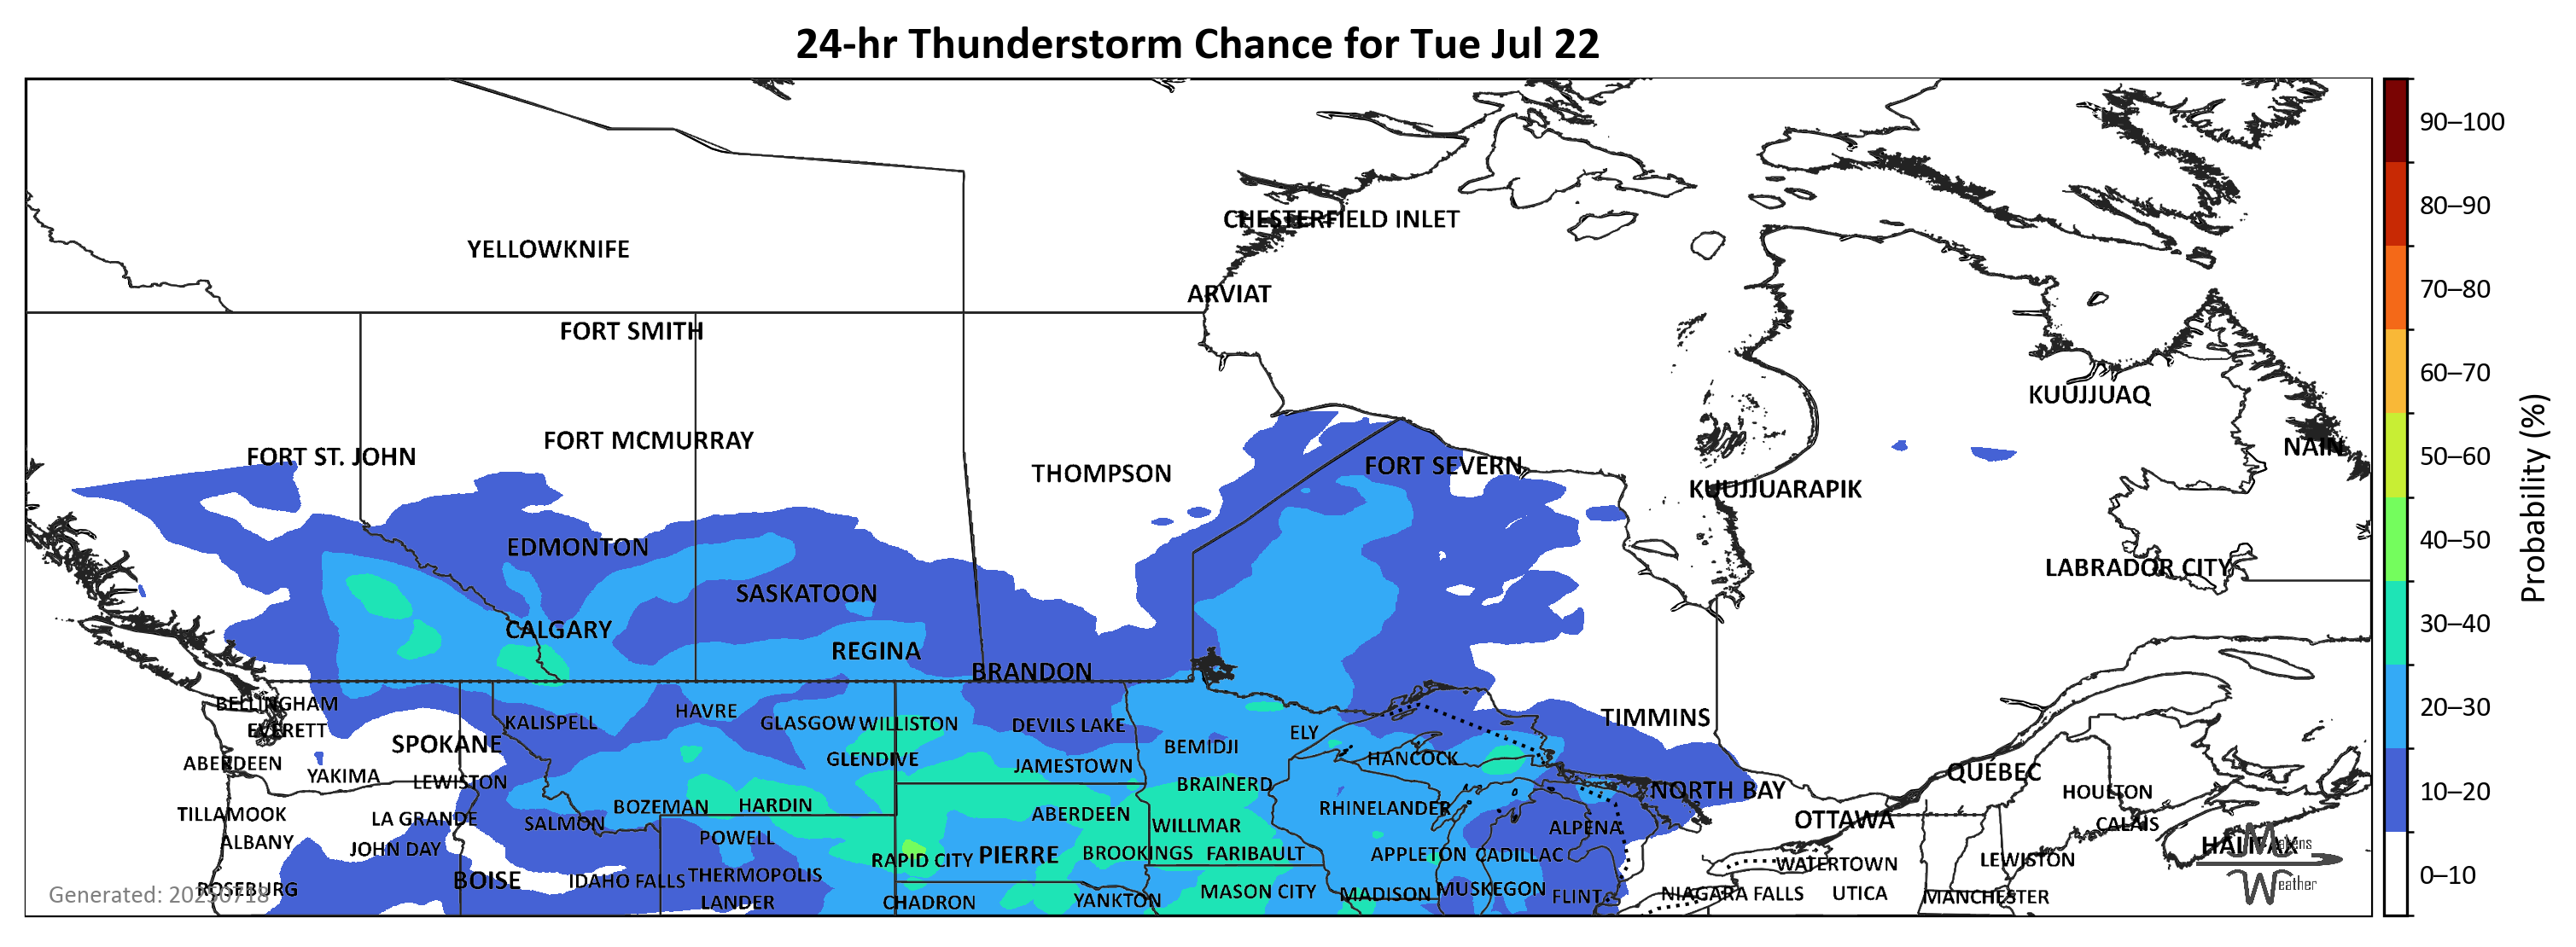 24-hr Thunderstorm Chance for Tue Jul 22
90–100
80–90
CHESTERFIELD INLET
YELLOWKNIFE
70–80
ARVIAT
FORT SMITH
60–70
KUUJJUAQ
50–60
FORT MCMURRAY
NAIN
FORT ST. JOHN
FORT SEVERN
THOMPSON
KUUJJUARAPIK
Probability (%)
40–50
EDMONTON
LABRADOR CITY
SASKATOON
30–40
CALGARY
REGINA
BRANDON
20–30
BELLINGHAM
HAVRE
TIMMINS
KALISPELL
GLASGOW
WILLISTON
DEVILS LAKE
EVERETT
ELY
SPOKANE
BEMIDJI
GLENDIVE
HANCOCK
ABERDEEN
JAMESTOWN
QUÉBEC
YAKIMA
LEWISTON
BRAINERD
NORTH BAY
HOULTON
10–20
BOZEMAN
HARDIN
RHINELANDER
TILLAMOOK
ABERDEEN
LA GRANDE
OTTAWA
SALMON
WILLMAR
CALAIS
ALPENA
POWELL
ALBANY
HALIFAX
Makens
JOHN DAY
BROOKINGS
FARIBAULT
PIERRE
APPLETON
CADILLAC
RAPID CITY
LEWISTON
WATERTOWN
THERMOPOLIS
0–10
BOISE
IDAHO FALLS
Weather
ROSEBURG
MUSKEGON
MASON CITY
MADISON
NIAGARA FALLS
UTICA
Generated: 20250718
FLINT
MANCHESTER
YANKTON
LANDER
CHADRON